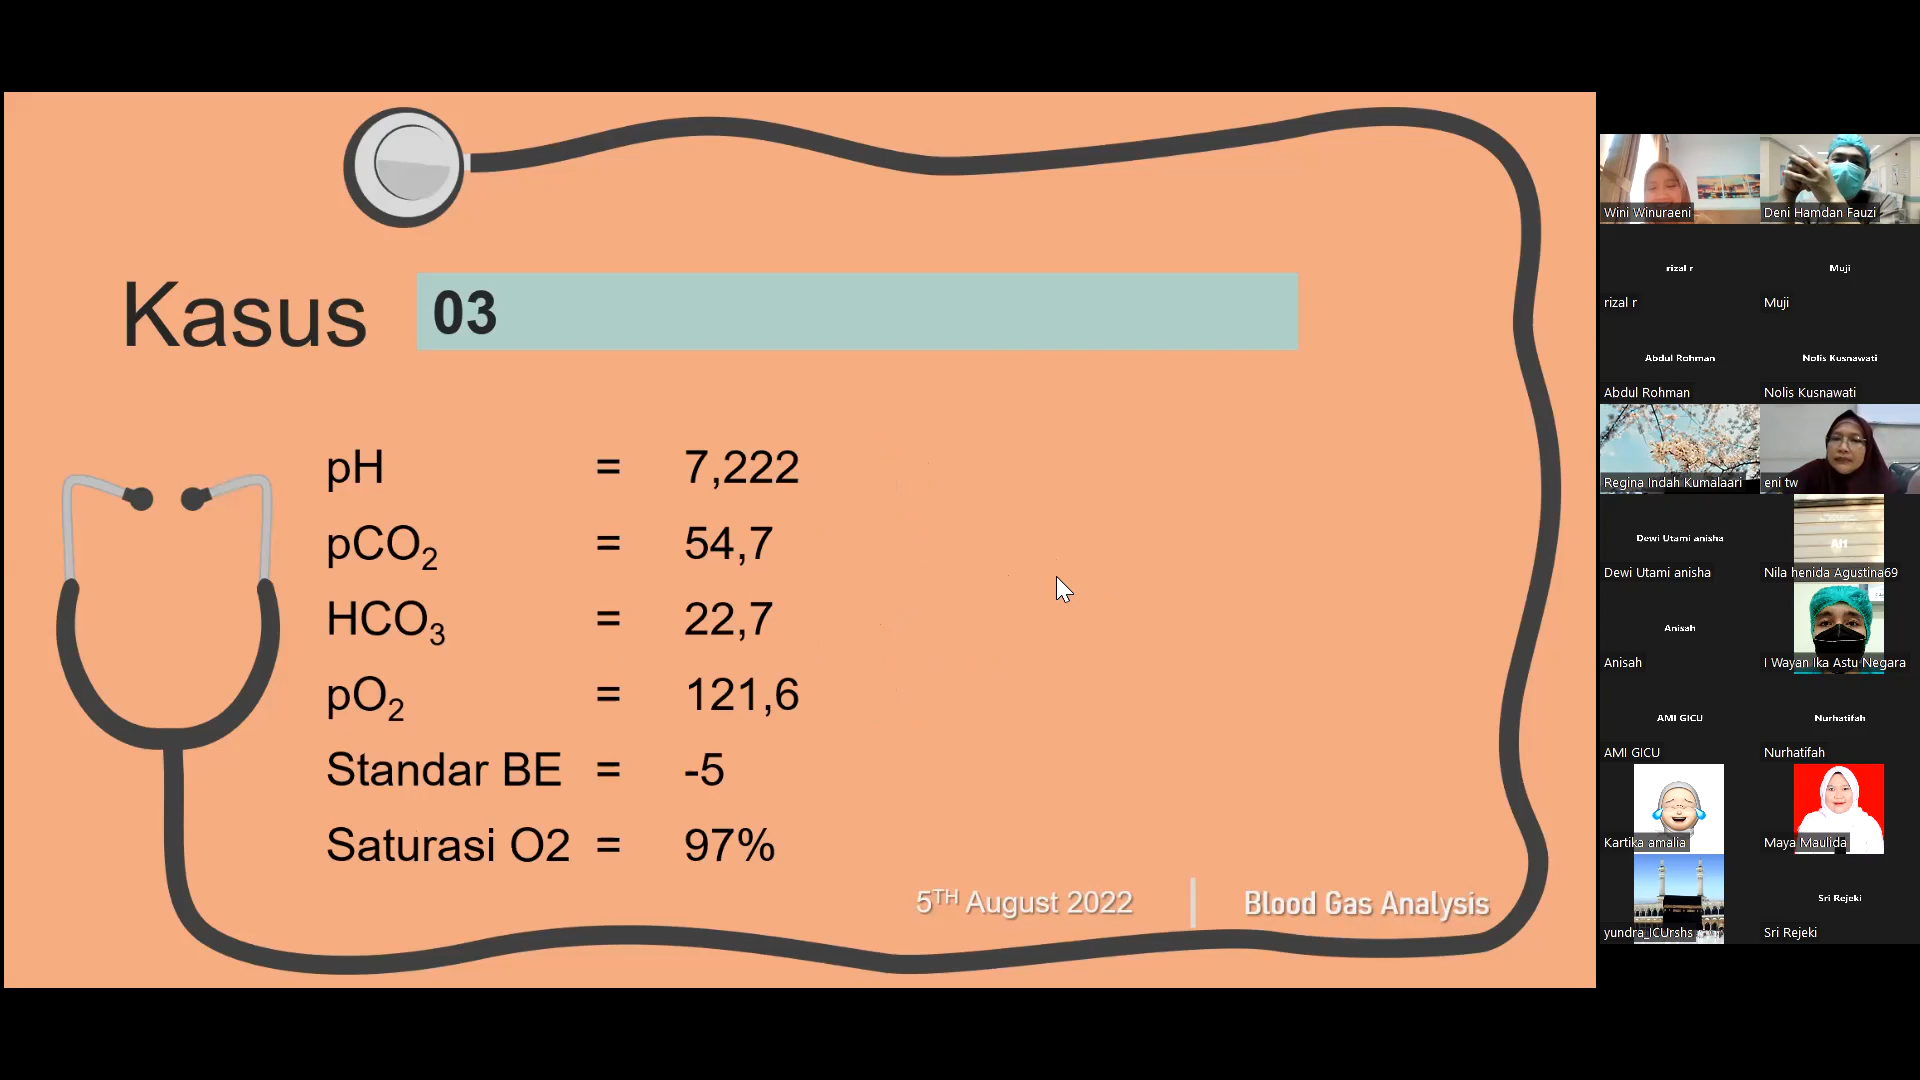 Kasus 03
pH = 7,222
pCO₂ = 54,7
HCO₃ = 22,7
pO₂ = 121,6
Standar BE = -5
Saturasi O2 = 97%
5TH August 2022 | Blood Gas Analysis
Wini Winuraeni
Deni Hamdan Fauzi
rizal r
rizal r
Muji
Muji
Abdul Rohman
Abdul Rohman
Nolis Kusnawati
Nolis Kusnawati
Regina Indah Kumalaari
eni tw
Dewi Utami anisha
Dewi Utami anisha
Nila henida Agustina69
Anisah
Anisah
I Wayan Ika Astu Negara
AMI GICU
AMI GICU
Nurhatifah
Nurhatifah
Kartika amalia
Maya Maulida
yundra_ICUrshs
Sri Rejeki
Sri Rejeki